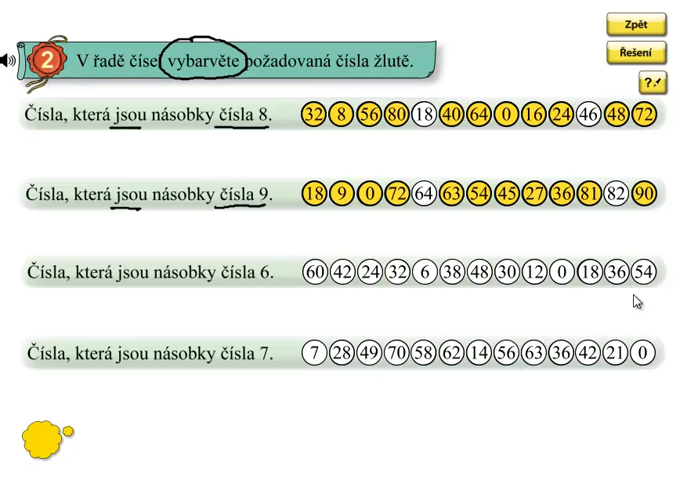 Zpět
Řešení
?
2 V řadě čísel vybarvěte požadovaná čísla žlutě.
Čísla, která jsou násobky čísla 8. 32 8 56 80 18 40 64 0 16 24 46 48 72
Čísla, která jsou násobky čísla 9. 18 9 0 72 64 63 54 45 27 36 81 82 90
Čísla, která jsou násobky čísla 6. 60 42 24 32 6 38 48 30 12 0 18 36 54
Čísla, která jsou násobky čísla 7. 7 28 49 70 58 62 14 56 63 36 42 21 0